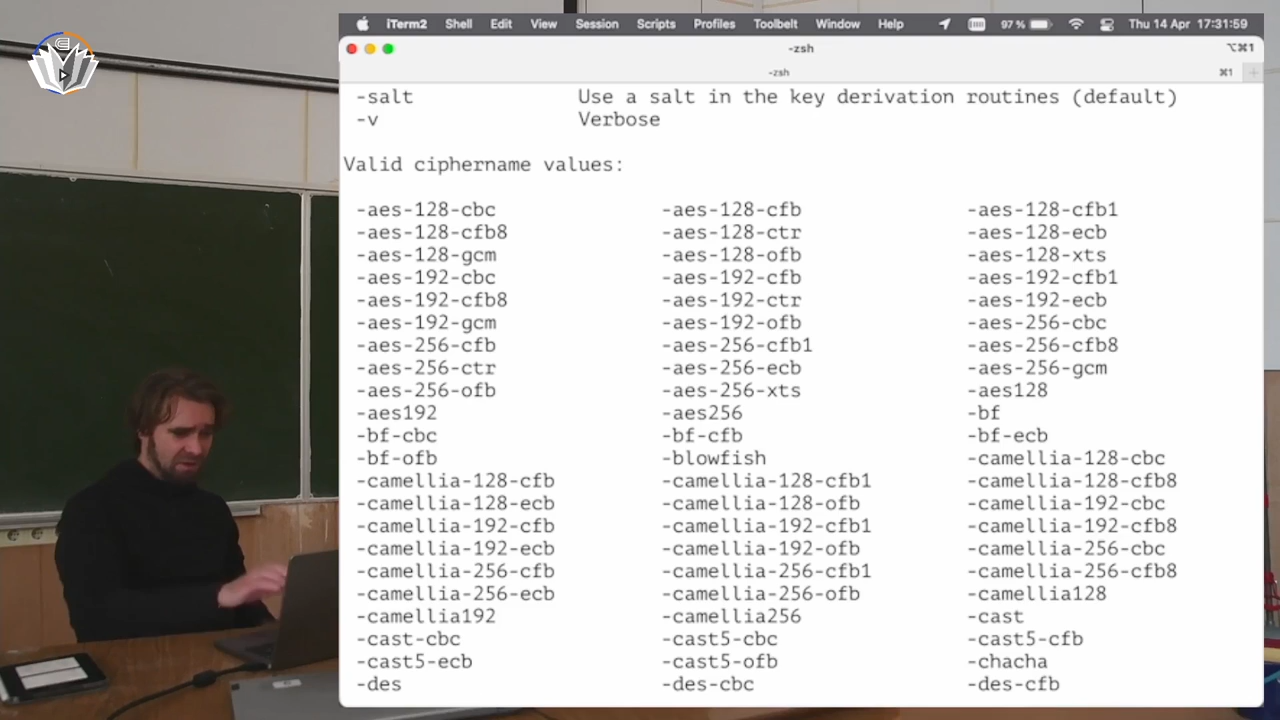 iTerm2 Shell Edit View Session Scripts Profiles Toolbelt Window Help 97 % Thu 14 Apr 17:31:59
-zsh ⌥⌘1
-zsh ⌘1 +
-salt Use a salt in the key derivation routines (default)
-v Verbose
Valid ciphername values:
-aes-128-cbc -aes-128-cfb -aes-128-cfb1
-aes-128-cfb8 -aes-128-ctr -aes-128-ecb
-aes-128-gcm -aes-128-ofb -aes-128-xts
-aes-192-cbc -aes-192-cfb -aes-192-cfb1
-aes-192-cfb8 -aes-192-ctr -aes-192-ecb
-aes-192-gcm -aes-192-ofb -aes-256-cbc
-aes-256-cfb -aes-256-cfb1 -aes-256-cfb8
-aes-256-ctr -aes-256-ecb -aes-256-gcm
-aes-256-ofb -aes-256-xts -aes128
-aes192 -aes256 -bf
-bf-cbc -bf-cfb -bf-ecb
-bf-ofb -blowfish -camellia-128-cbc
-camellia-128-cfb -camellia-128-cfb1 -camellia-128-cfb8
-camellia-128-ecb -camellia-128-ofb -camellia-192-cbc
-camellia-192-cfb -camellia-192-cfb1 -camellia-192-cfb8
-camellia-192-ecb -camellia-192-ofb -camellia-256-cbc
-camellia-256-cfb -camellia-256-cfb1 -camellia-256-cfb8
-camellia-256-ecb -camellia-256-ofb -camellia128
-camellia192 -camellia256 -cast
-cast-cbc -cast5-cbc -cast5-cfb
-cast5-ecb -cast5-ofb -chacha
-des -des-cbc -des-cfb